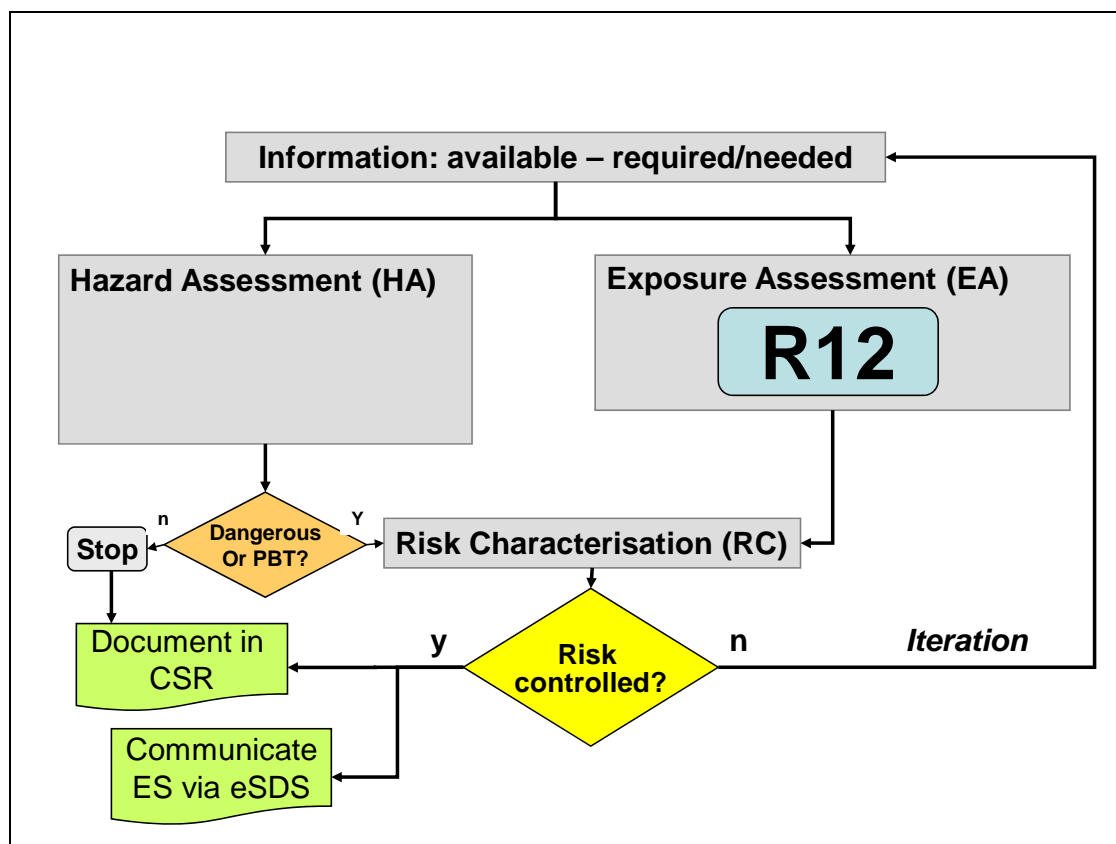 Information: available – required/needed
Hazard Assessment (HA)
Exposure Assessment (EA)
R12
n
Y
Dangerous
Or PBT?
Stop
Risk Characterisation (RC)
Document in
CSR
y
Risk
controlled?
n
Iteration
Communicate
ES via eSDS